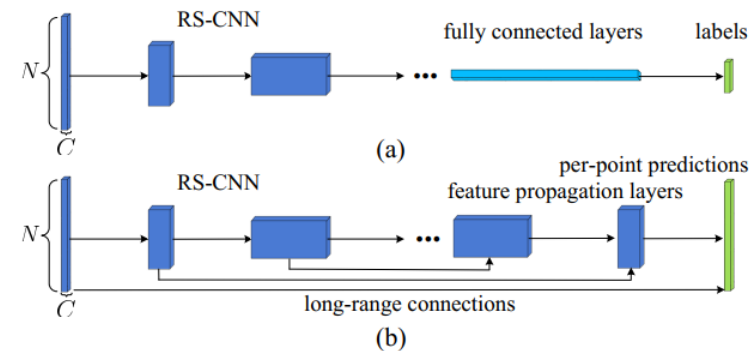 RS-CNN
fully connected layers
labels
N
•••
C
(a)
per-point predictions
RS-CNN
feature propagation layers
N
•••
C
long-range connections
(b)